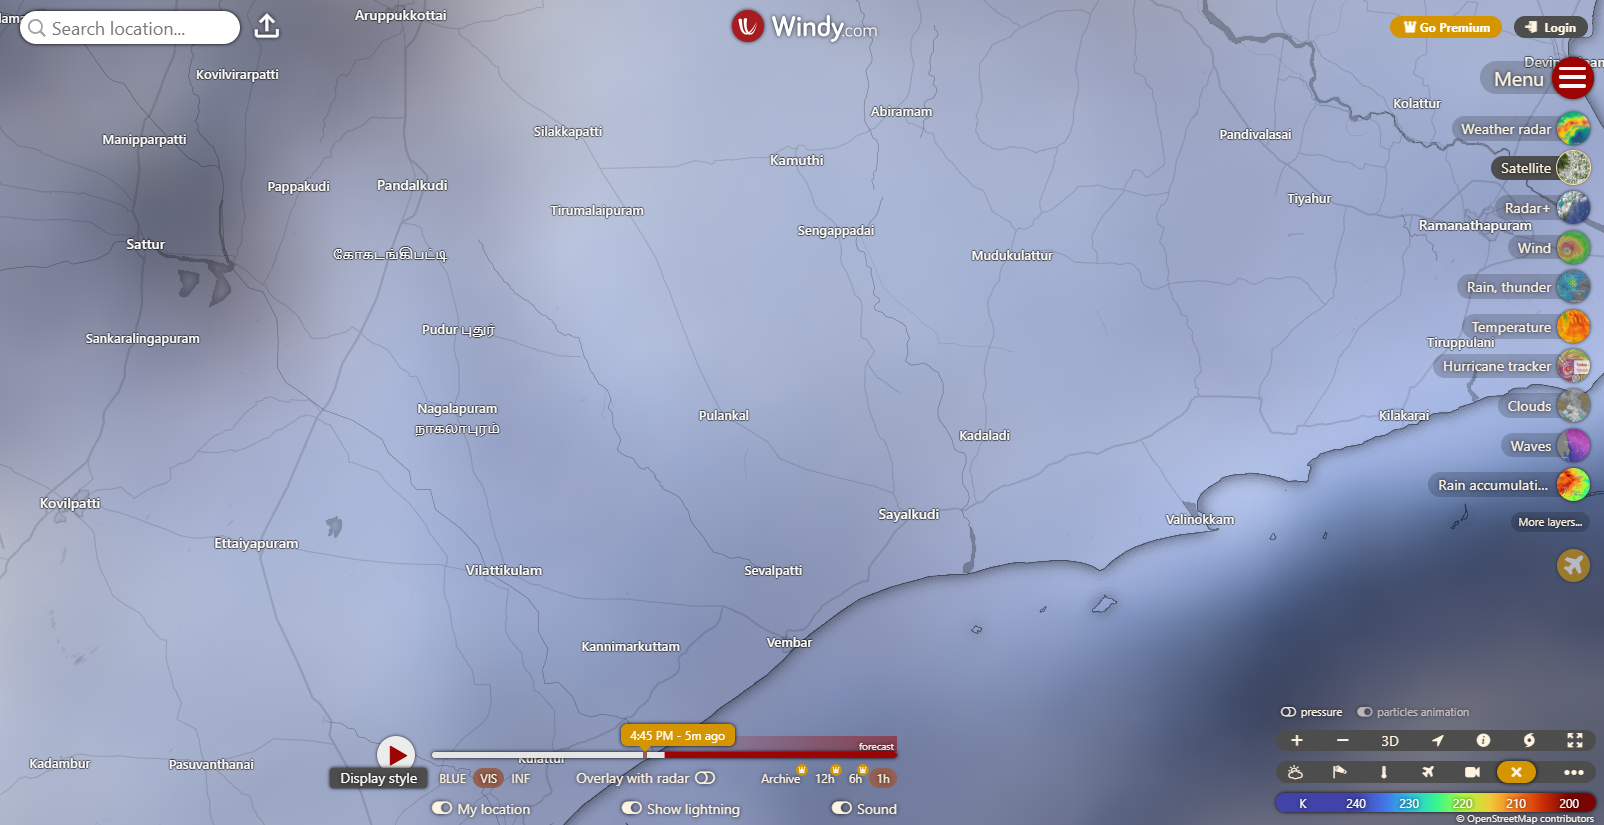 Aruppukkottai
Search location...
Windy.com
Go Premium
Login
Menu
Kovilvirarpatti
Kolattur
Abiramam
Weather radar
Silakkapatti
Pandivalasai
Manipparpatti
Kamuthi
Satellite
Pappakudi
Pandalkudi
Tiyahur
Radar+
Tirumalaipuram
Ramanathapuram
Sengappadai
Sattur
Wind
கோகடங்கிபட்டி
Mudukulattur
Rain, thunder
Pudur புதூர்
Temperature
Sankaralingapuram
Tiruppulani
Hurricane tracker
Nagalapuram
நாகலாபுரம்
Clouds
Pulankal
Kilakarai
Kadaladi
Waves
Rain accumulati...
Kovilpatti
Sayalkudi
Valinokkam
More layers...
Ettaiyapuram
Vilattikulam
Sevalpatti
Kannimarkuttam
Vembar
pressure
particles animation
4:45 PM - 5m ago
forecast
3D
Kadambur
Pasuvanthanai
Kulattur
Display style
BLUE VIS INF
Overlay with radar
Archive 12h 6h 1h
My location
Show lightning
Sound
K 240 230 220 210 200
© OpenStreetMap contributors